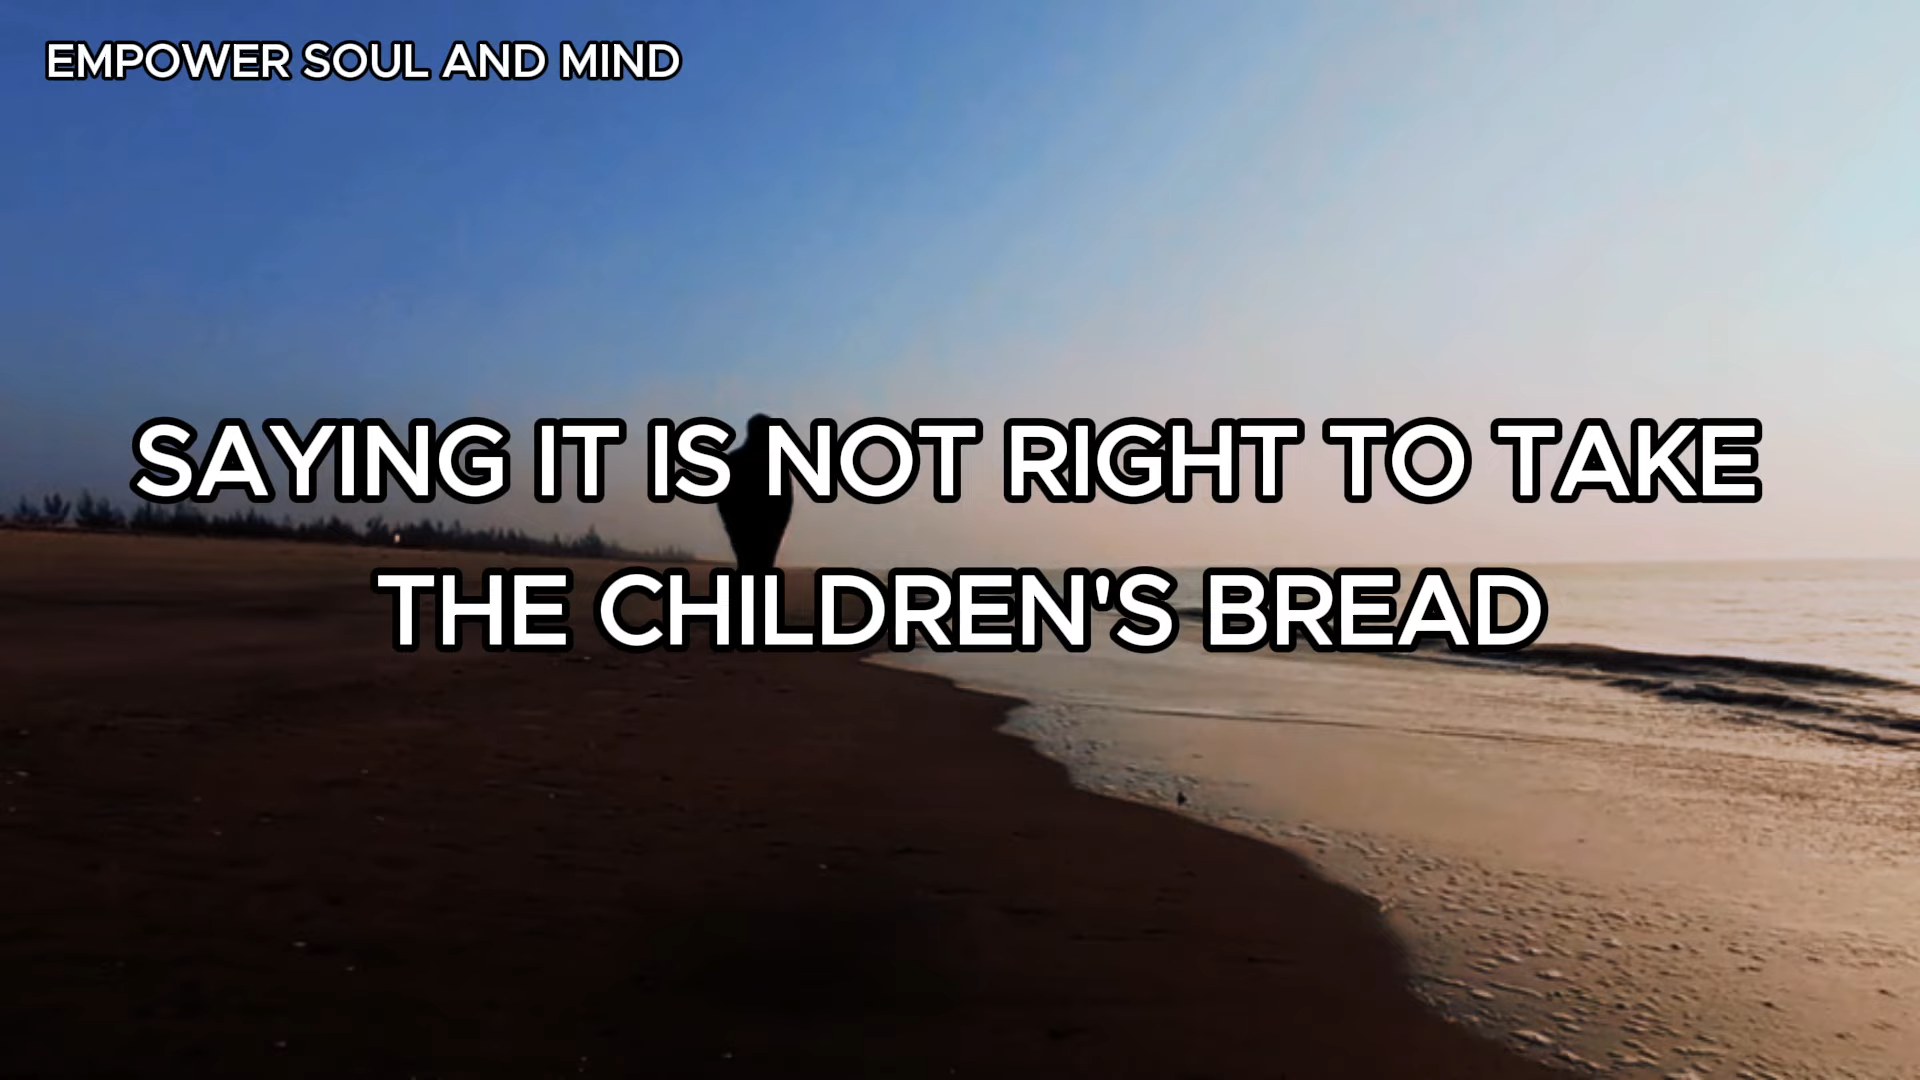 EMPOWER SOUL AND MIND
SAYING IT IS NOT RIGHT TO TAKE
THE CHILDREN'S BREAD